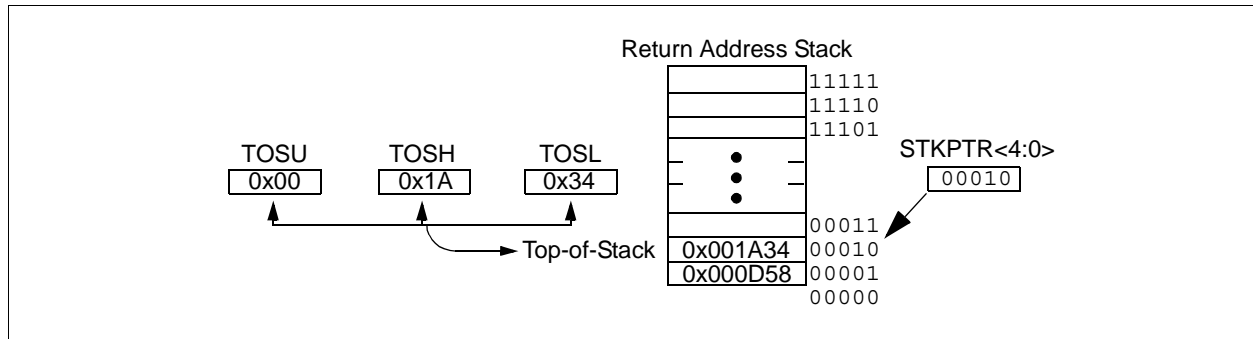 Return Address Stack
11111
11110
11101
TOSU TOSH TOSL
0x00 0x1A 0x34
STKPTR<4:0>
00010
00011
Top-of-Stack 0x001A34 00010
0x000D58 00001
00000